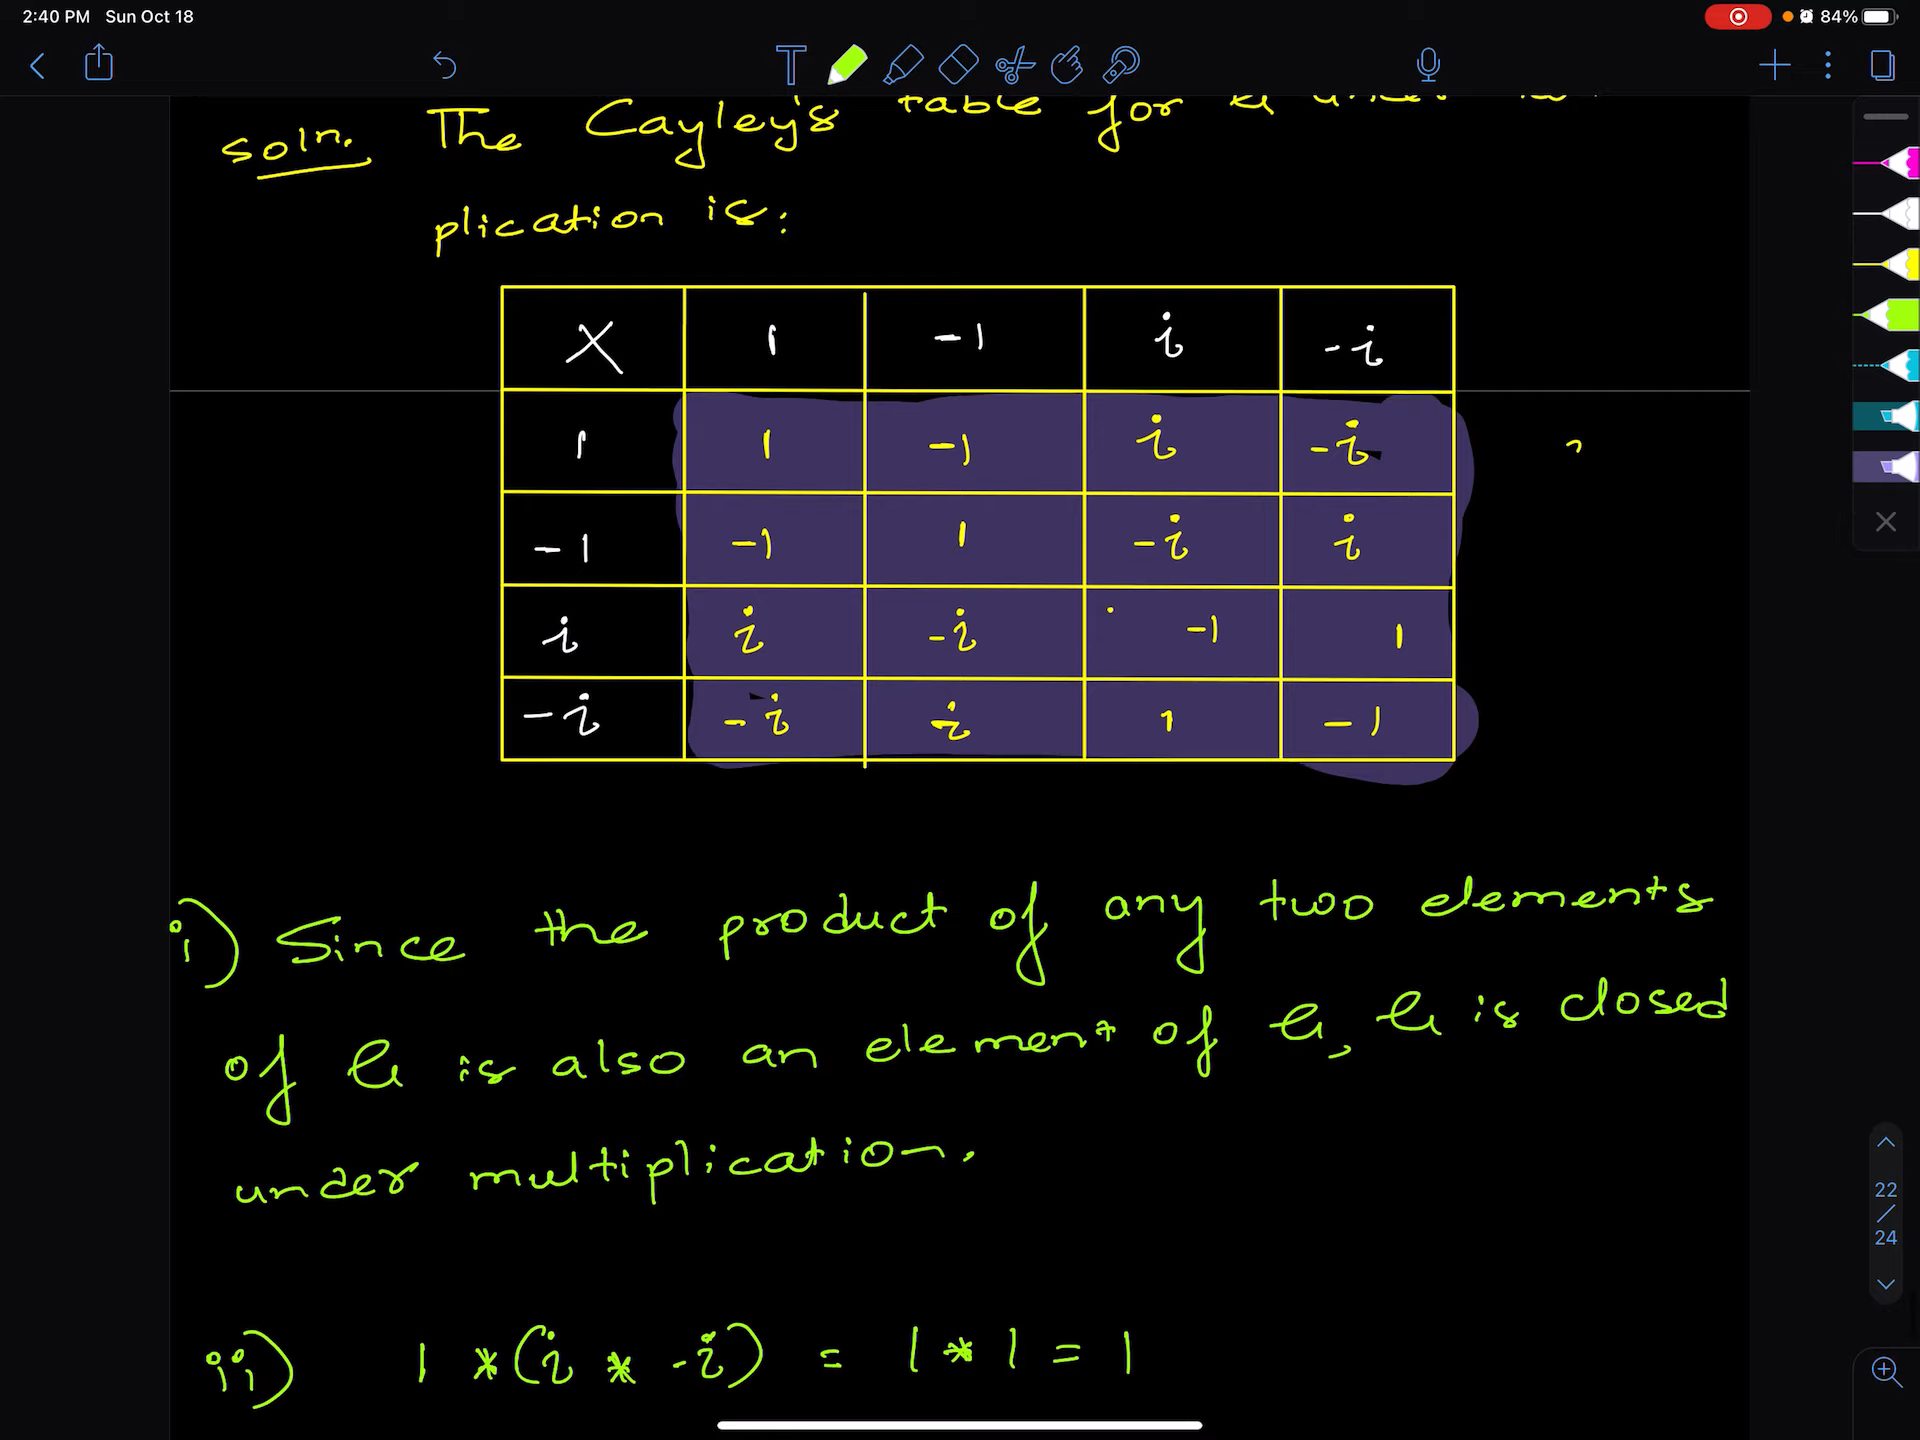 2:40 PM Sun Oct 18
84%
soln. The Cayley's table for G
plication is:
X 1 -1 i -i
1 1 -1 i -i
-1 -1 1 -i i
i i -i -1 1
-i -i i 1 -1
i) Since the product of any two elements
of G is also an element of G, G is closed
under multiplication.
ii) 1 * (i * -i) = 1 * 1 = 1
22
/
24